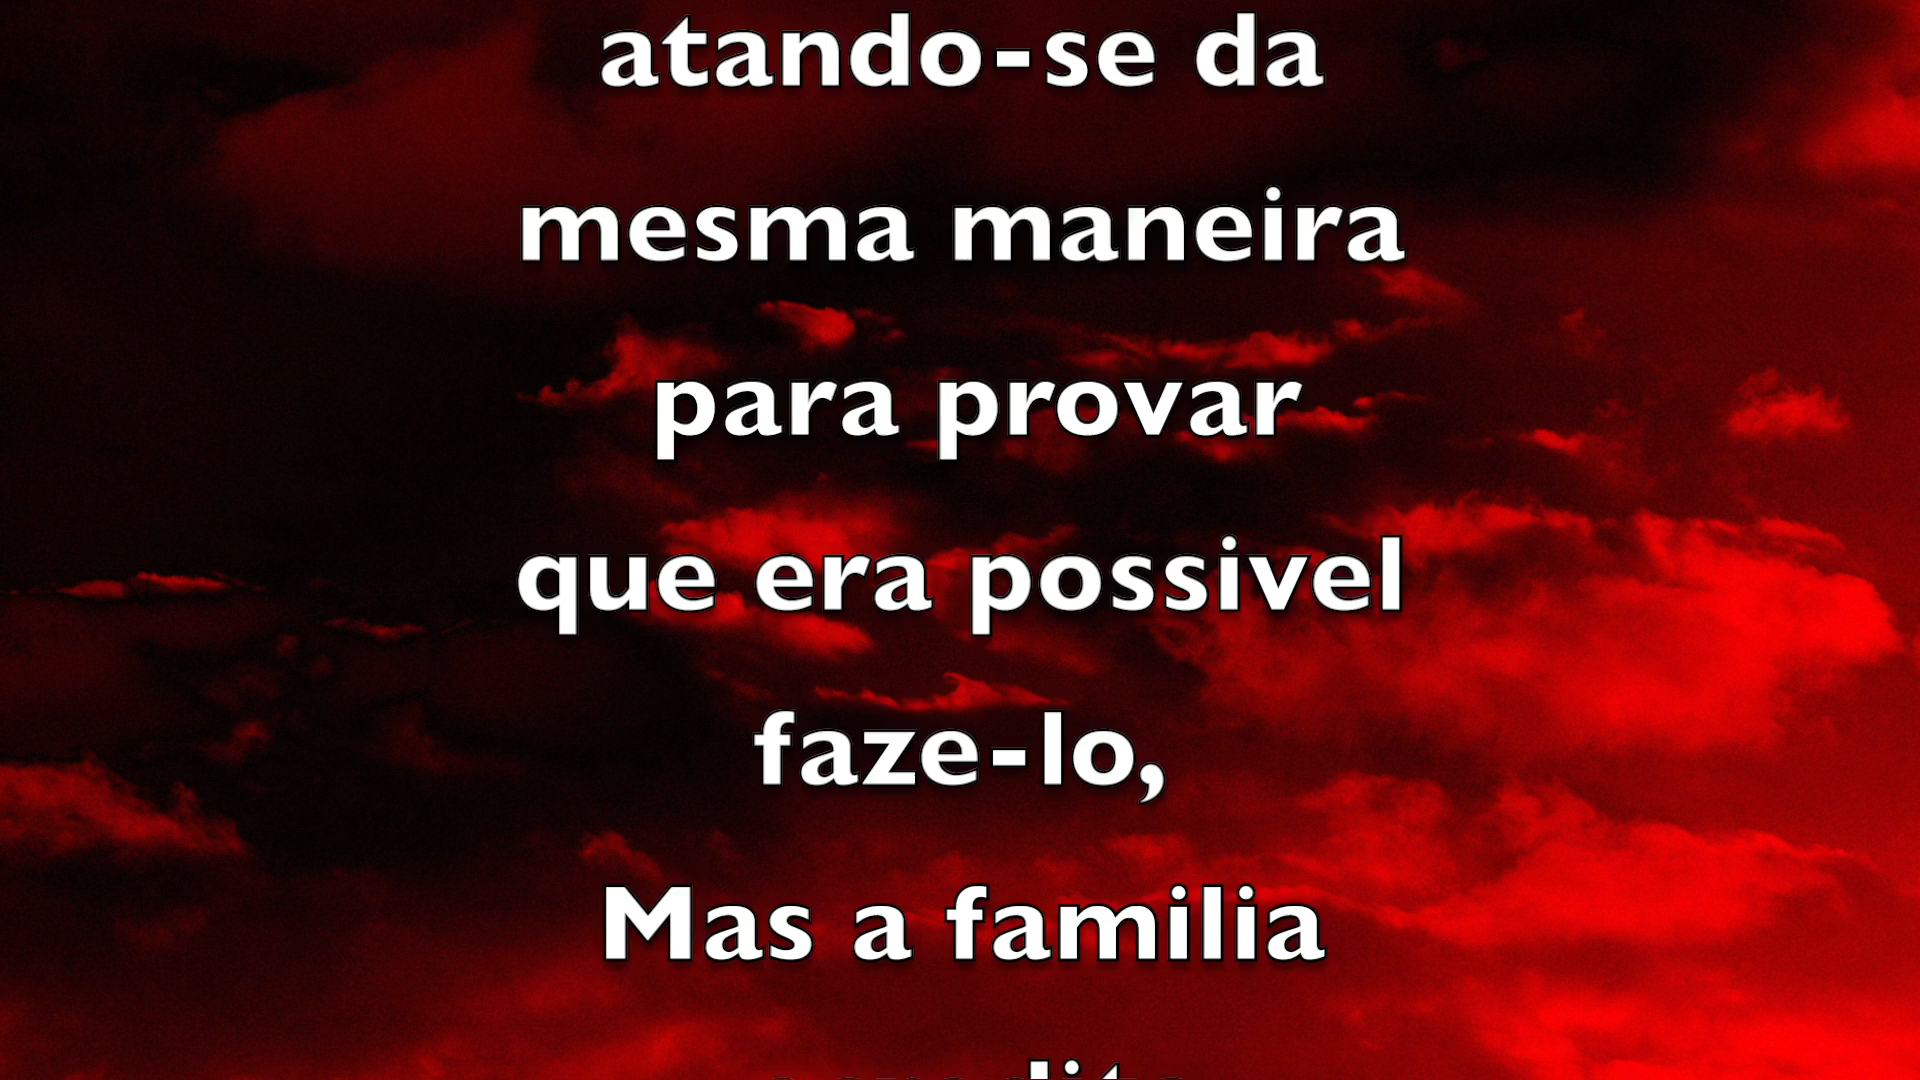 atando-se da
mesma maneira
para provar
que era possivel
faze-lo,
Mas a familia